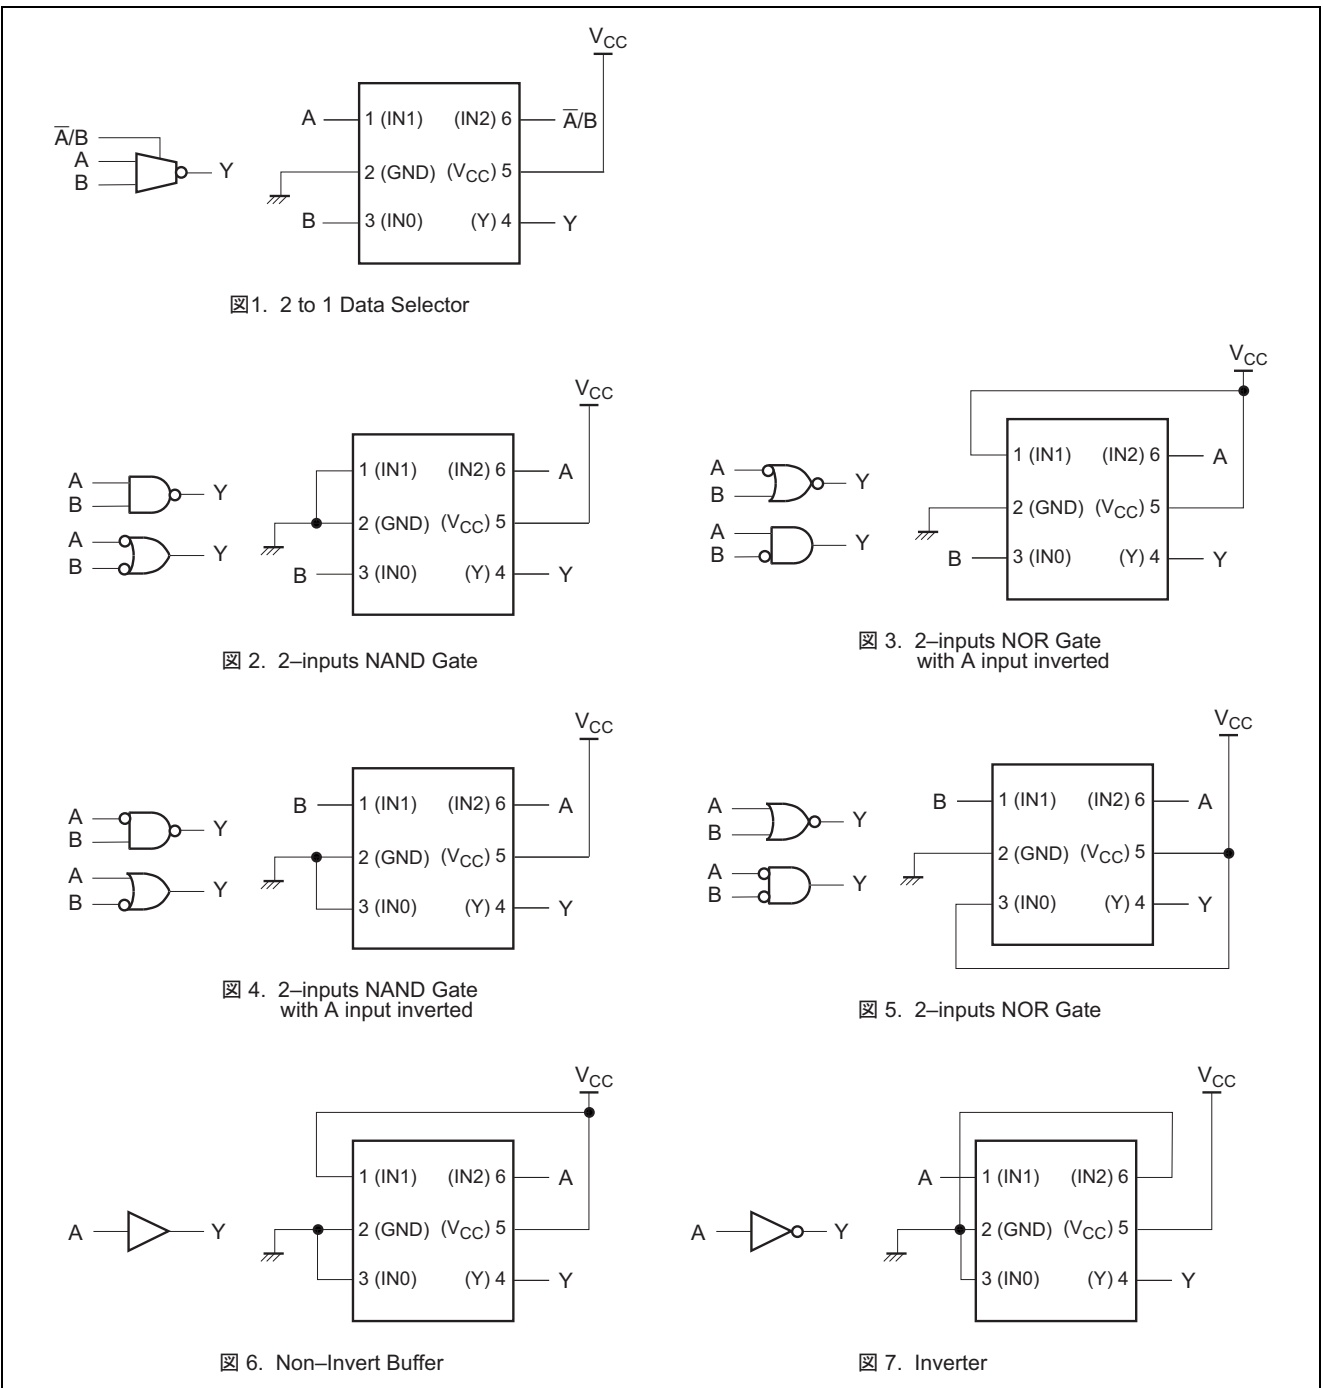 VCC
A̅/B
A
B
Y
A
1 (IN1)
(IN2) 6
A̅/B
2 (GND)
(VCC) 5
B
3 (IN0)
(Y) 4
Y
図1. 2 to 1 Data Selector
VCC
A
B
Y
A
B
Y
1 (IN1)
(IN2) 6
A
2 (GND)
(VCC) 5
B
3 (IN0)
(Y) 4
Y
図 2. 2–inputs NAND Gate
VCC
A
B
Y
A
B
Y
1 (IN1)
(IN2) 6
A
2 (GND)
(VCC) 5
B
3 (IN0)
(Y) 4
Y
図 3. 2–inputs NOR Gate
with A input inverted
VCC
A
B
Y
A
B
Y
B
1 (IN1)
(IN2) 6
A
2 (GND)
(VCC) 5
3 (IN0)
(Y) 4
Y
図 4. 2–inputs NAND Gate
with A input inverted
VCC
A
B
Y
A
B
Y
B
1 (IN1)
(IN2) 6
A
2 (GND)
(VCC) 5
3 (IN0)
(Y) 4
Y
図 5. 2–inputs NOR Gate
VCC
A
Y
1 (IN1)
(IN2) 6
A
2 (GND)
(VCC) 5
3 (IN0)
(Y) 4
Y
図 6. Non–Invert Buffer
VCC
A
Y
A
1 (IN1)
(IN2) 6
2 (GND)
(VCC) 5
3 (IN0)
(Y) 4
Y
図 7. Inverter